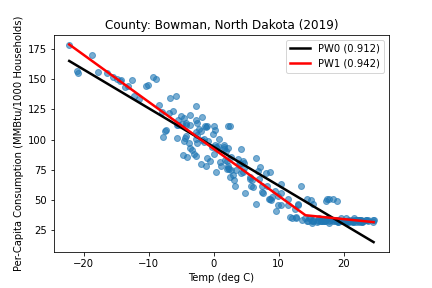 County: Bowman, North Dakota (2019)
PW0 (0.912)
PW1 (0.942)
Per-Capita Consumption (MMBtu/1000 Households)
175
150
125
100
75
50
25
−20 −10 0 10 20
Temp (deg C)